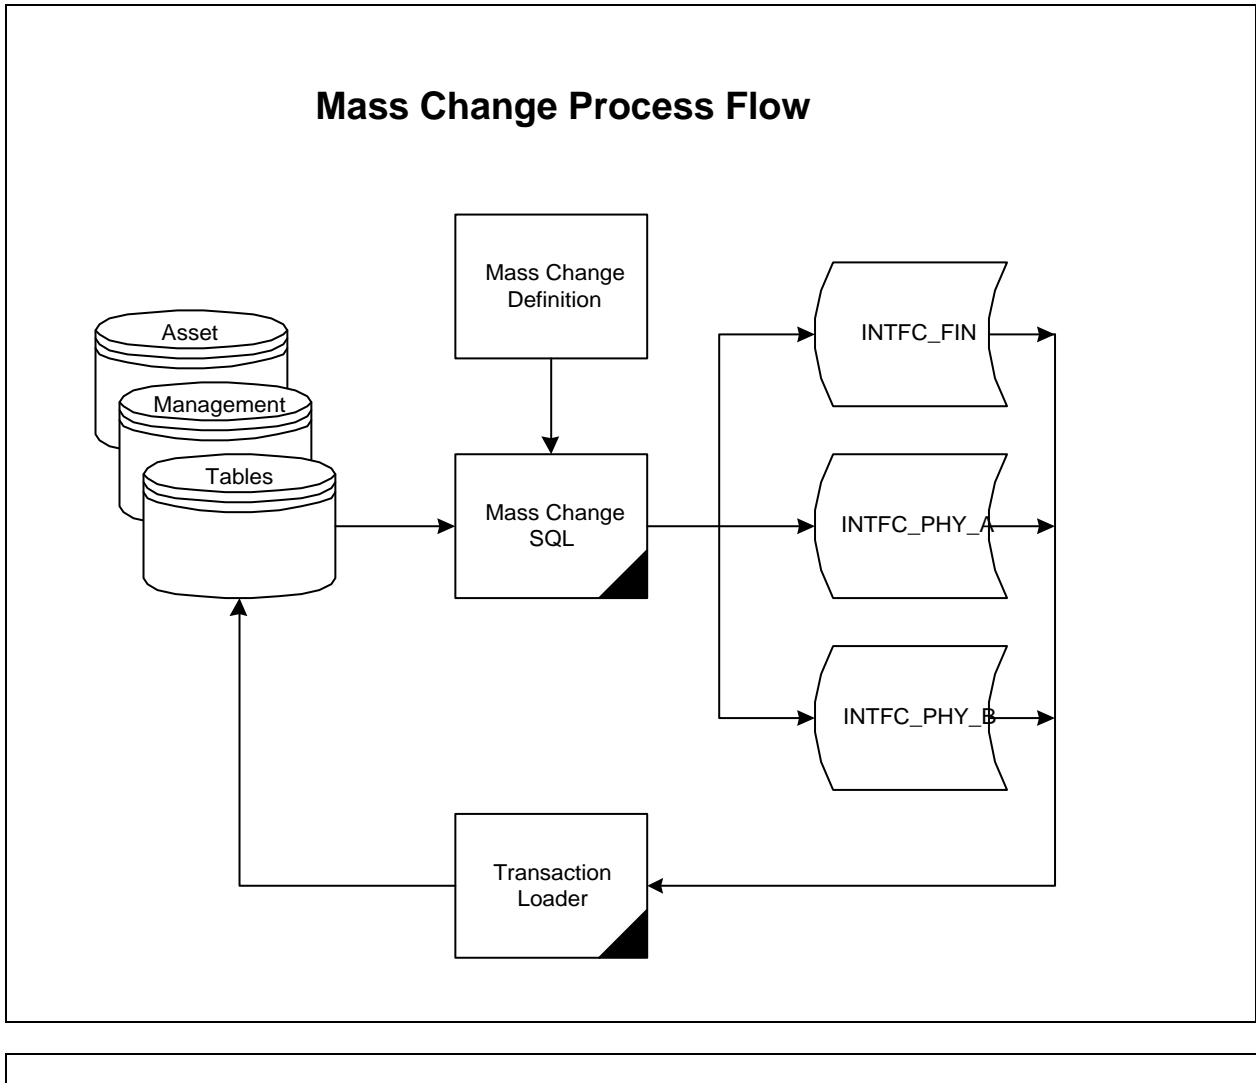 Mass Change Process Flow
Mass Change
Definition
Asset
Management
Tables
Mass Change
SQL
INTFC_FIN
INTFC_PHY_A
INTFC_PHY_B
Transaction
Loader